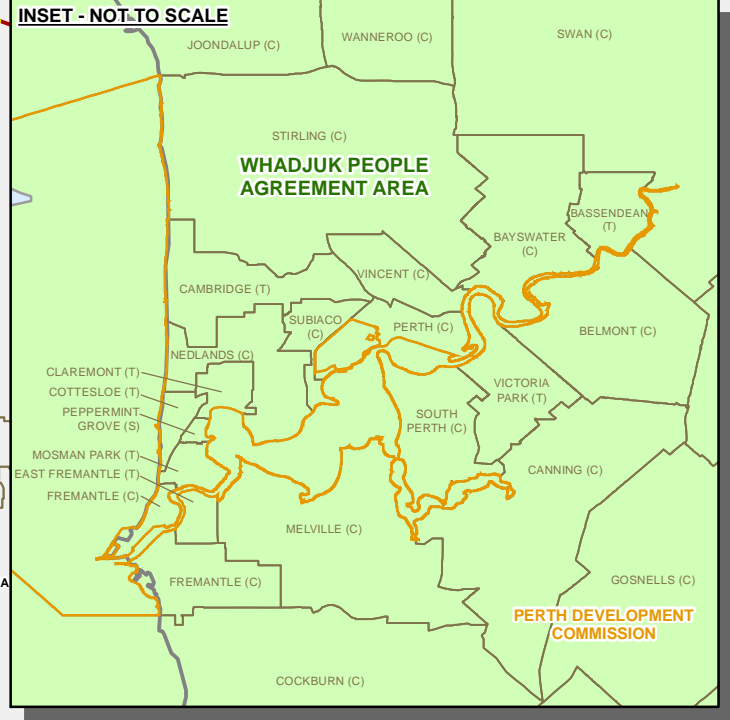 INSET - NOT TO SCALE
JOONDALUP (C)
WANNEROO (C)
SWAN (C)
STIRLING (C)
WHADJUK PEOPLE
AGREEMENT AREA
BASSENDEAN
(T)
BAYSWATER
(C)
VINCENT (C)
CAMBRIDGE (T)
SUBIACO
(C)
PERTH (C)
BELMONT (C)
NEDLANDS (C)
CLAREMONT (T)
COTTESLOE (T)
PEPPERMINT
GROVE (S)
VICTORIA
PARK (T)
SOUTH
PERTH (C)
MOSMAN PARK (T)
EAST FREMANTLE (T)
FREMANTLE (C)
CANNING (C)
MELVILLE (C)
FREMANTLE (C)
GOSNELLS (C)
A
PERTH DEVELOPMENT
COMMISSION
COCKBURN (C)